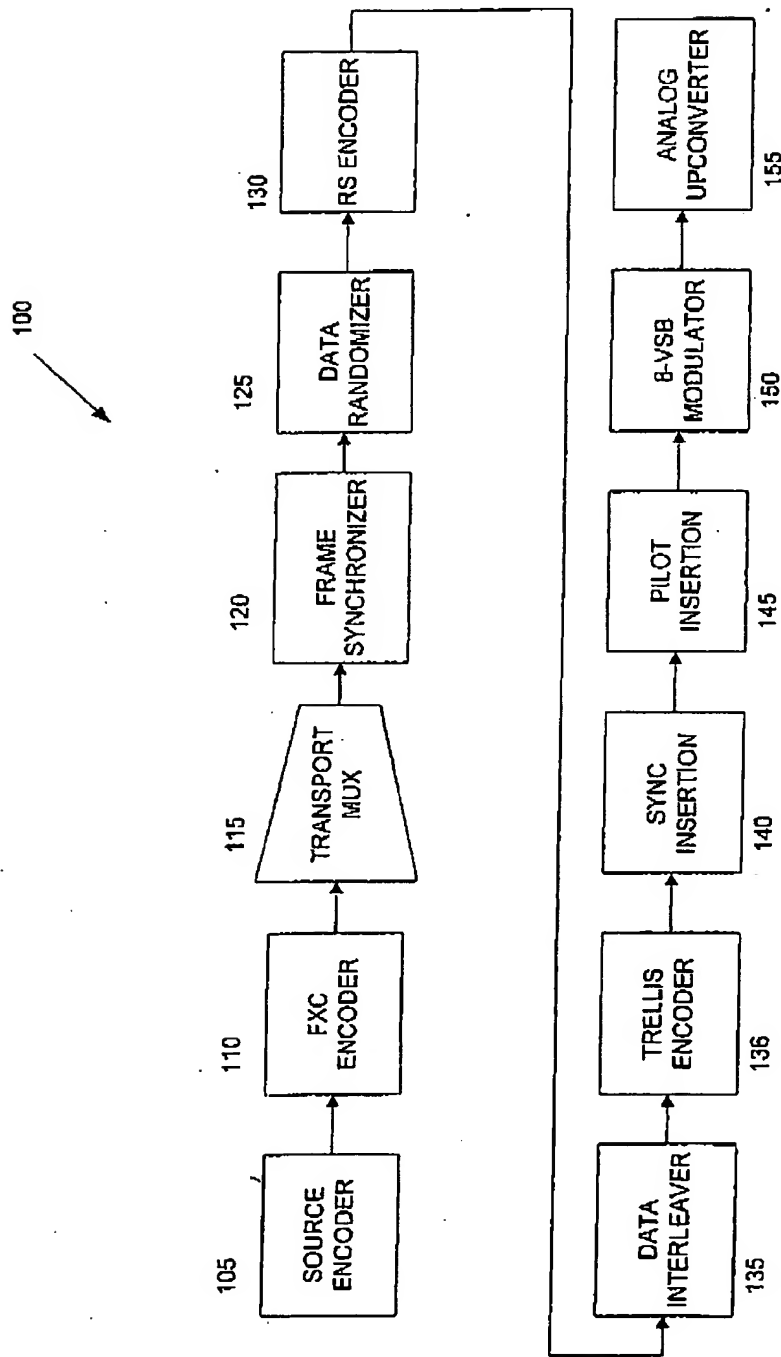 100
105
SOURCE
ENCODER
110
FXC
ENCODER
115
TRANSPORT
MUX
120
FRAME
SYNCHRONIZER
125
DATA
RANDOMIZER
130
RS ENCODER
DATA
INTERLEAVER
135
TRELLIS
ENCODER
136
SYNC
INSERTION
140
PILOT
INSERTION
145
8-VSB
MODULATOR
150
ANALOG
UPCONVERTER
155